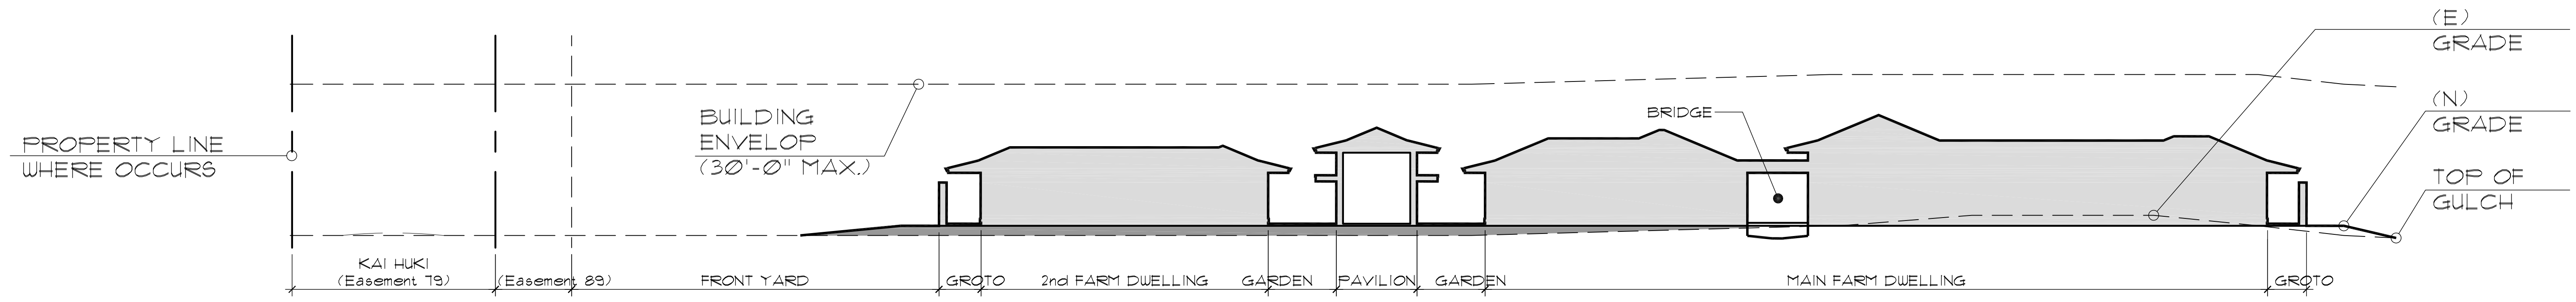 (E)
GRADE
(N)
GRADE
TOP OF
GULCH
BRIDGE
BUILDING
ENVELOP
(30'-0" MAX.)
PROPERTY LINE
WHERE OCCURS
KAI HUKI
(Easement 79)
(Easement 89)
FRONT YARD
GROTO
2nd FARM DWELLING
GARDEN
PAVILION
GARDEN
MAIN FARM DWELLING
GROTO